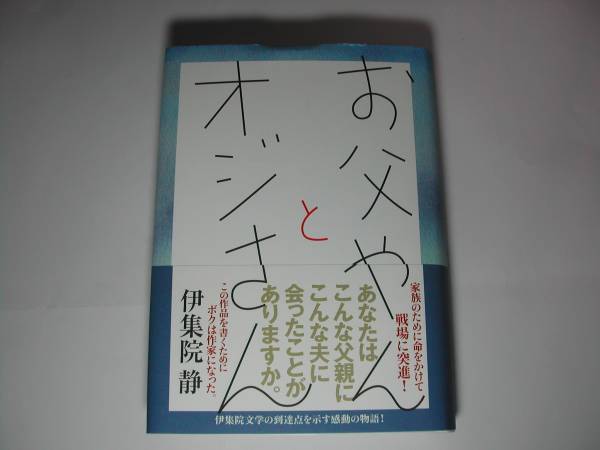 お父やん
と
オジさん
家族のために命をかけて
戦場に突進！
あなたは
こんな父親に
こんな夫に
会ったことが
ありますか。
この作品を書くために
ボクは作家になった。
伊集院 静
伊集院文学の到達点を示す感動の物語！